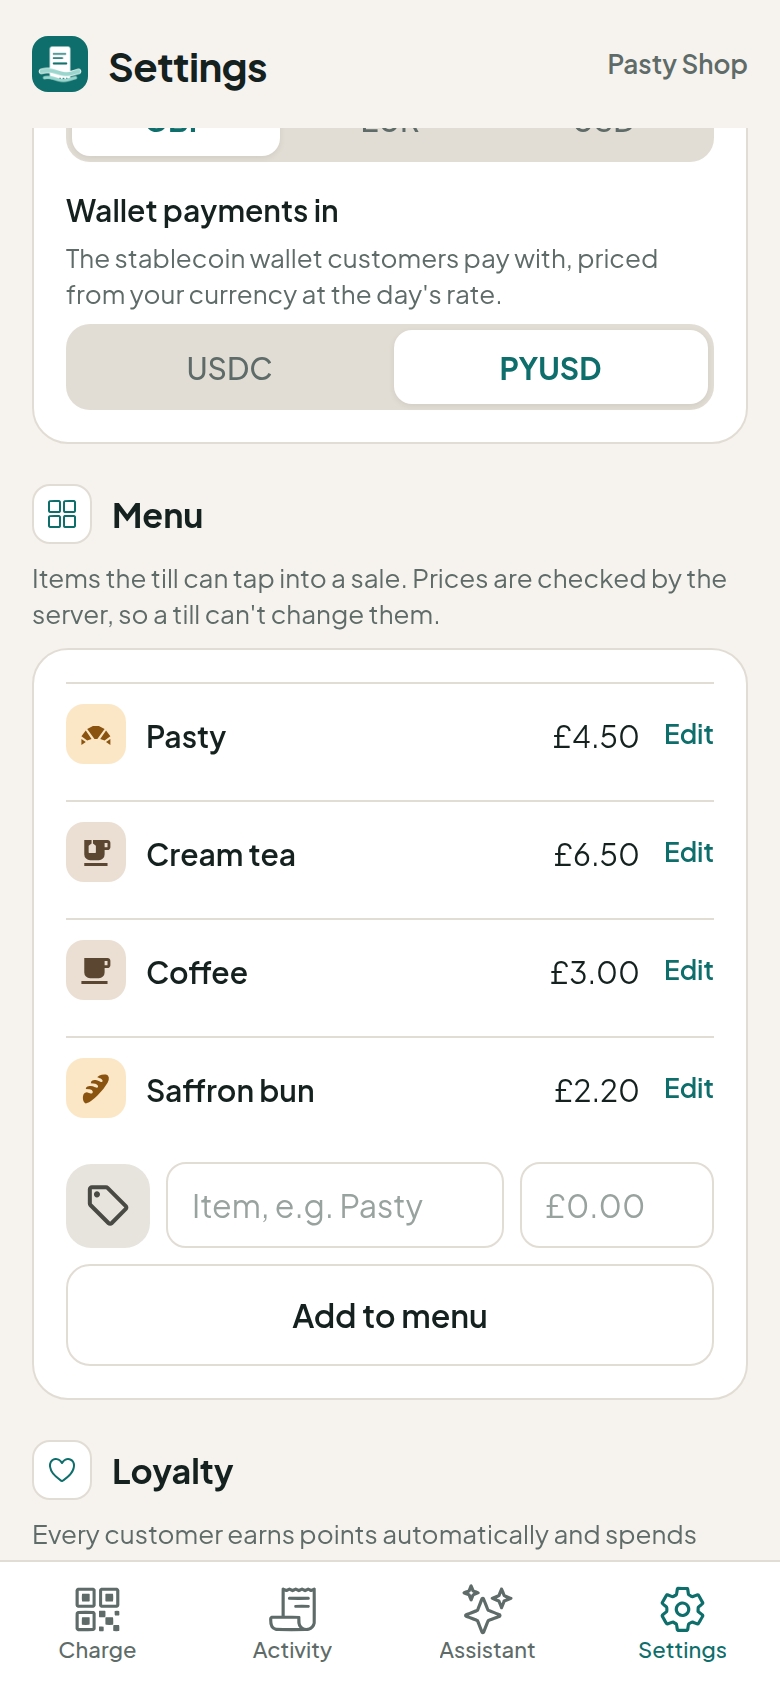 Settings
Pasty Shop
GBP
EUR
USD
Wallet payments in
The stablecoin wallet customers pay with, priced
from your currency at the day's rate.
USDC
PYUSD
Menu
Items the till can tap into a sale. Prices are checked by the
server, so a till can't change them.
Pasty £4.50 Edit
Cream tea £6.50 Edit
Coffee £3.00 Edit
Saffron bun £2.20 Edit
Item, e.g. Pasty £0.00
Add to menu
Loyalty
Every customer earns points automatically and spends
Charge
Activity
Assistant
Settings